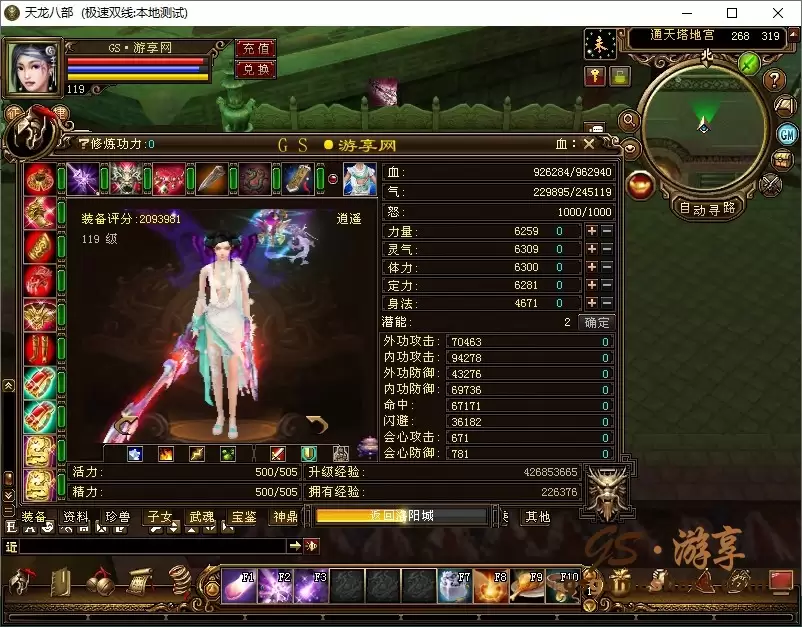 天龙八部 (极速双线:本地测试)
GS·游享网
充值
兑换
119
未
通天塔地宫 268 319
北
GM
自动寻路
?修炼功力:0
GS ●游享网
血:
装备评分:2093981
逍遥
119 级
血: 926284/962940
气: 229895/245119
怒: 1000/1000
力量: 6259 0
灵气: 6309 0
体力: 6300 0
定力: 6281 0
身法: 4671 0
潜能: 2 确定
外功攻击: 70463 0
内功攻击: 94278 0
外功防御: 43276 0
内功防御: 69736 0
命中: 67171 0
闪避: 36182 0
会心攻击: 671 0
会心防御: 781 0
活力: 500/505 升级经验: 426853665
精力: 500/505 拥有经验: 226376
装备 资料 珍兽 子女 武魂 宝鉴 神鼎 返回洛阳城 其他
近
GS·游享
F1 F2 F3 F7 F8 F9 F10
1